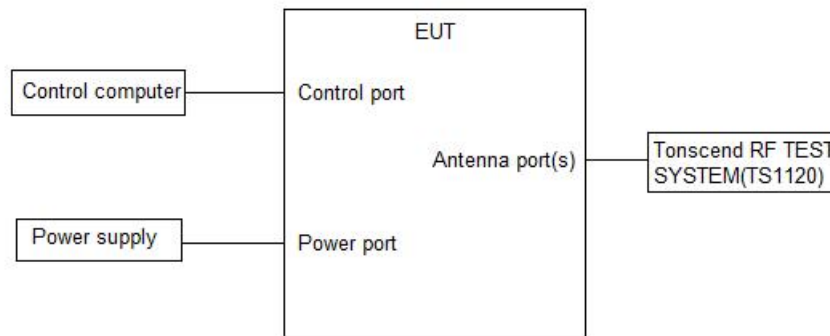 EUT
Control computer
Control port
Antenna port(s)
Tonscend RF TEST
SYSTEM(TS1120)
Power supply
Power port